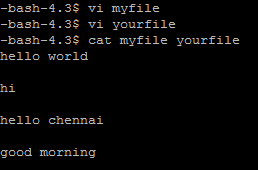 -bash-4.3$ vi myfile
-bash-4.3$ vi yourfile
-bash-4.3$ cat myfile yourfile
hello world
hi
hello chennai
good morning